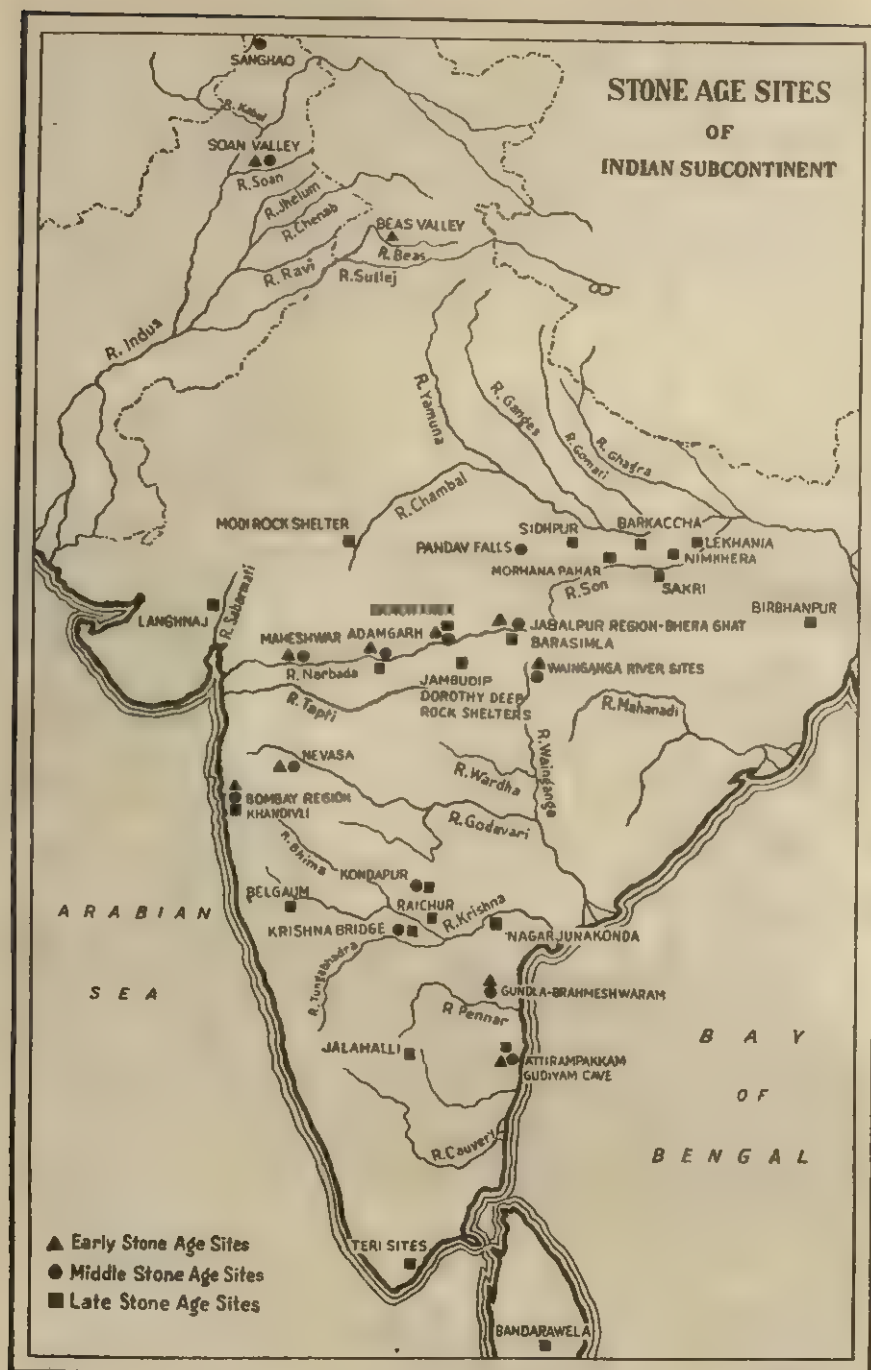 STONE AGE SITES
OF
INDIAN SUBCONTINENT
SANGHAO
R. Kabul
SOAN VALLEY
R. Soan
R. Jhelum
R. Chenab
BEAS VALLEY
R. Beas
R. Ravi
R. Sutlej
R. Indus
R. Yamuna
R. Ganges
R. Gomati
R. Ghagra
R. Chambal
MODI ROCK SHELTER
SIDHPUR
BARKACCHA
PANDAV FALLS
LEKHANIA
NIMKHERA
MORHANA PAHAR
R. Son
SAKRI
LANGHNAJ
R. Sabarmati
BIRBHANPUR
MAHESHWAR
ADAMGARH
JABALPUR REGION-BHERA GHAT
BARASIMLA
R. Narbada
JAMBUDIP
DOROTHY DEEP
ROCK SHELTERS
WAINGANGA RIVER SITES
R. Tapti
R. Mahanadi
NEVASA
R. Wardha
R. Wainganga
BOMBAY REGION
KHANDIVLI
R. Godavari
R. Bhima
KONDAPUR
BELGAUM
RAICHUR
R. Krishna
KRISHNA BRIDGE
NAGARJUNAKONDA
ARABIAN
SEA
R. Tungabhadra
GUNDLA-BRAHMESHWARAM
R Pennar
JALAHALLI
ATTIRAMPAKKAM
GUDIYAM CAVE
BAY
OF
BENGAL
R. Cauvery
Early Stone Age Sites
Middle Stone Age Sites
Late Stone Age Sites
TERI SITES
BANDARAWELA